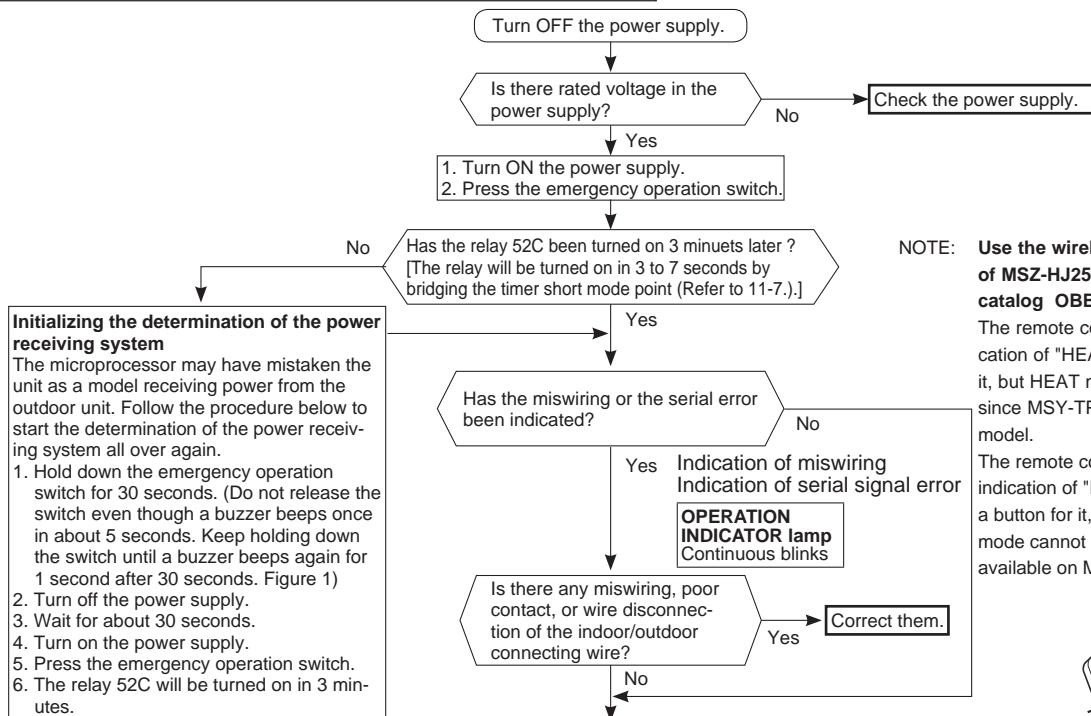 Turn OFF the power supply.
Is there rated voltage in the
power supply?
No
Check the power supply.
Yes
1. Turn ON the power supply.
2. Press the emergency operation switch.
No
Has the relay 52C been turned on 3 minuets later ?
[The relay will be turned on in 3 to 7 seconds by
bridging the timer short mode point (Refer to 11-7.).]
Yes
Initializing the determination of the power
receiving system
The microprocessor may have mistaken the
unit as a model receiving power from the
outdoor unit. Follow the procedure below to
start the determination of the power receiv-
ing system all over again.
1. Hold down the emergency operation
switch for 30 seconds. (Do not release the
switch even though a buzzer beeps once
in about 5 seconds. Keep holding down
the switch until a buzzer beeps again for
1 second after 30 seconds. Figure 1)
2. Turn off the power supply.
3. Wait for about 30 seconds.
4. Turn on the power supply.
5. Press the emergency operation switch.
6. The relay 52C will be turned on in 3 min-
utes.
Has the miswiring or the serial error
been indicated?
No
Yes
Indication of miswiring
Indication of serial signal error
OPERATION
INDICATOR lamp
Continuous blinks
Is there any miswiring, poor
contact, or wire disconnec-
tion of the indoor/outdoor
connecting wire?
Yes
Correct them.
No
NOTE:
Use the wirel
of MSZ-HJ25
catalog OBB
The remote co
cation of "HEA
it, but HEAT m
since MSY-TP
model.
The remote co
indication of "
a button for it,
mode cannot
available on M